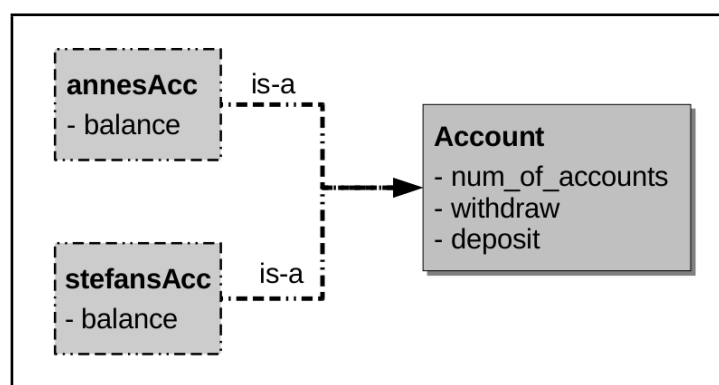 annesAcc
- balance
is-a
Account
- num_of_accounts
- withdraw
- deposit
stefansAcc
- balance
is-a